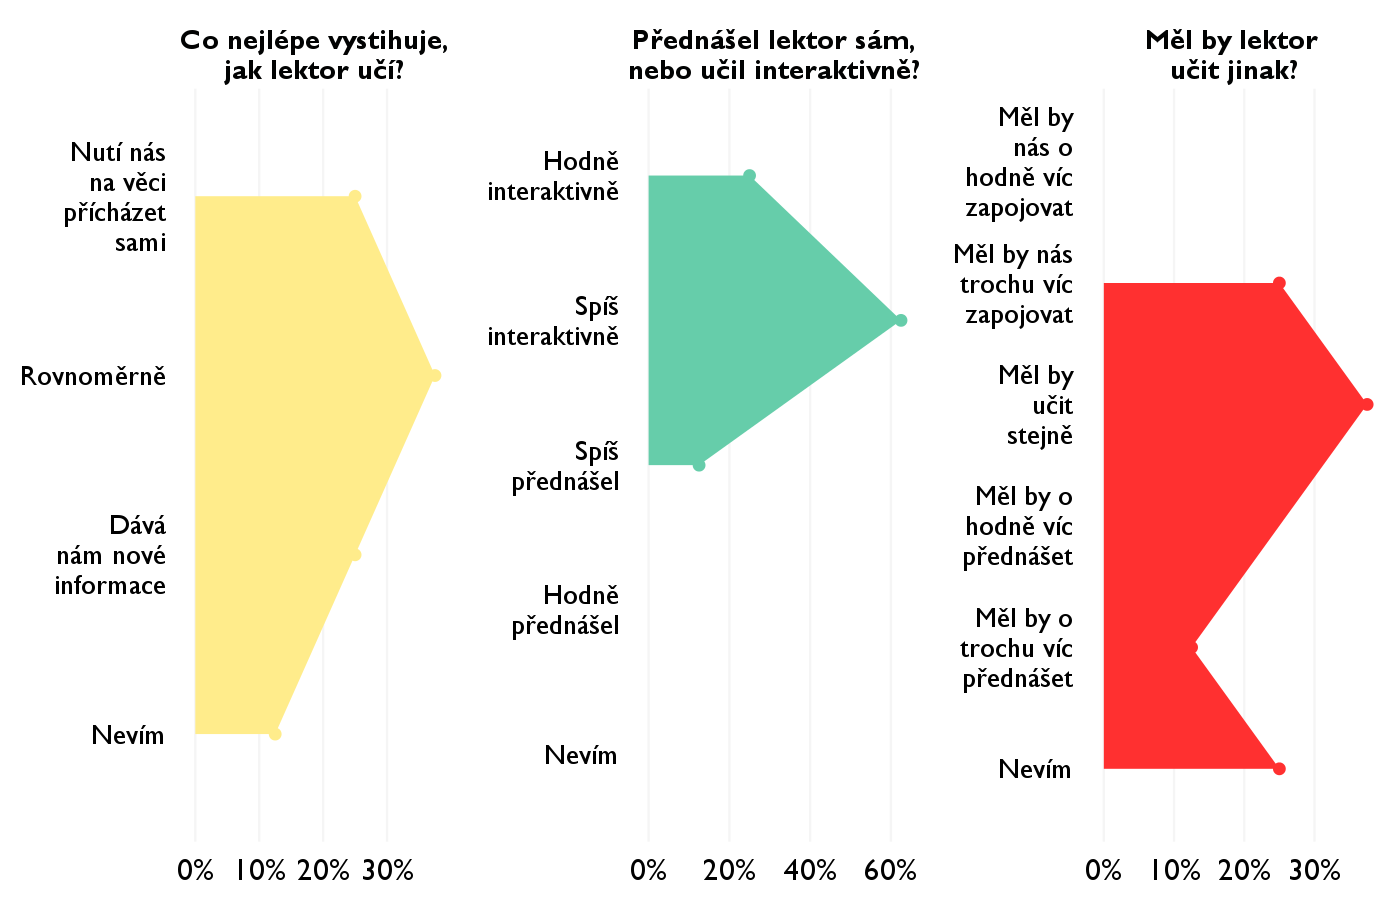 Co nejlépe vystihuje,
jak lektor učí?
Nutí nás
na věci
přícházet
sami
Rovnoměrně
Dává
nám nové
informace
Nevím
0% 10% 20% 30%
Přednášel lektor sám,
nebo učil interaktivně?
Hodně
interaktivně
Spíš
interaktivně
Spíš
přednášel
Hodně
přednášel
Nevím
0% 20% 40% 60%
Měl by lektor
učit jinak?
Měl by
nás o
hodně víc
zapojovat
Měl by nás
trochu víc
zapojovat
Měl by
učit
stejně
Měl by o
hodně víc
přednášet
Měl by o
trochu víc
přednášet
Nevím
0% 10% 20% 30%